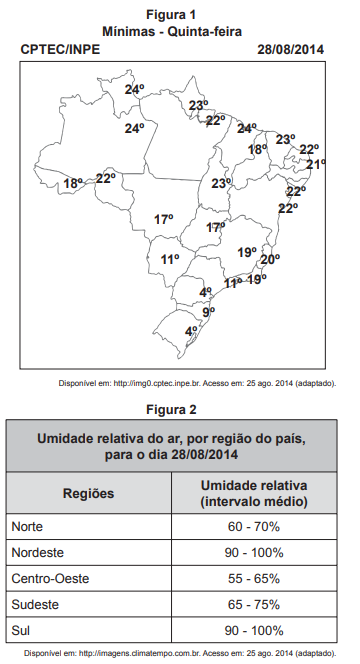 Figura 1
Mínimas - Quinta-feira
CPTEC/INPE 28/08/2014
24º
23º
24º
22º
24º
23º
18º
22º
21º
18º
22º
23º
22º
22º
17º
17º
19º
20º
11º
11º
19º
4º
9º
4º
Disponível em: http://img0.cptec.inpe.br. Acesso em: 25 ago. 2014 (adaptado).
Figura 2
Umidade relativa do ar, por região do país,
para o dia 28/08/2014
Regiões
Umidade relativa
(intervalo médio)
Norte 60 - 70%
Nordeste 90 - 100%
Centro-Oeste 55 - 65%
Sudeste 65 - 75%
Sul 90 - 100%
Disponível em: http://imagens.climatempo.com.br. Acesso em: 25 ago. 2014 (adaptado).